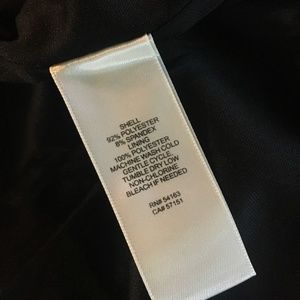 SHELL
92% POLYESTER
8% SPANDEX
LINING
100% POLYESTER
MACHINE WASH COLD
GENTLE CYCLE
TUMBLE DRY LOW
NON-CHLORINE
BLEACH IF NEEDED
RN# 54163
CA# 57151